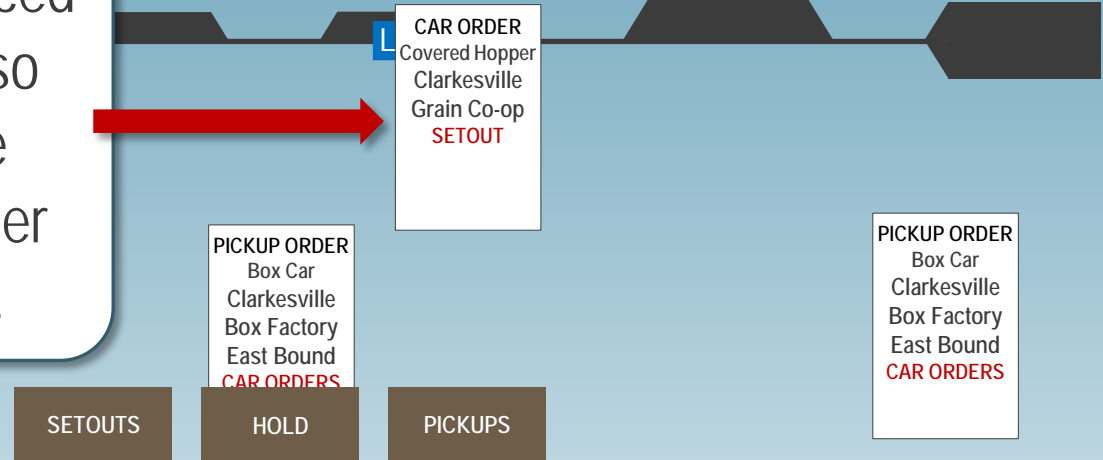 so
L
CAR ORDER
Covered Hopper
Clarkesville
Grain Co-op
SETOUT
PICKUP ORDER
Box Car
Clarkesville
Box Factory
East Bound
CAR ORDERS
PICKUP ORDER
Box Car
Clarkesville
Box Factory
East Bound
CAR ORDERS
SETOUTS
HOLD
PICKUPS